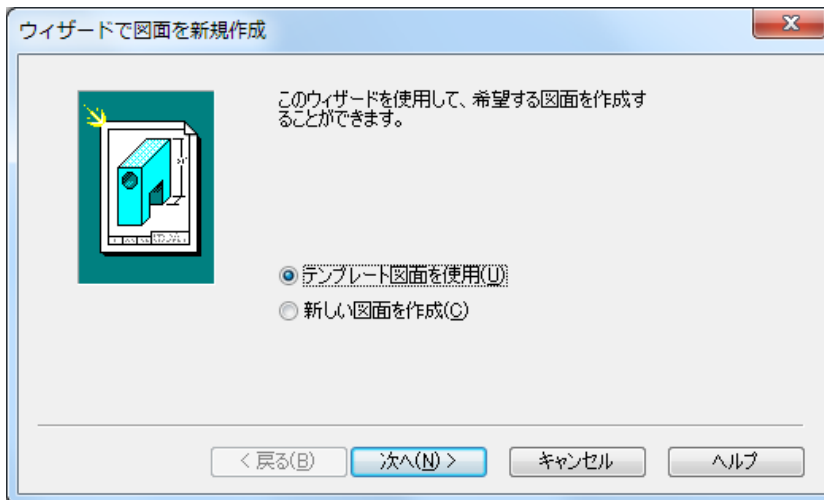 ウィザードで図面を新規作成
このウィザードを使用して、希望する図面を作成す
ることができます。
テンプレート図面を使用(U)
新しい図面を作成(C)
< 戻る(B)
次へ(N) >
キャンセル
ヘルプ